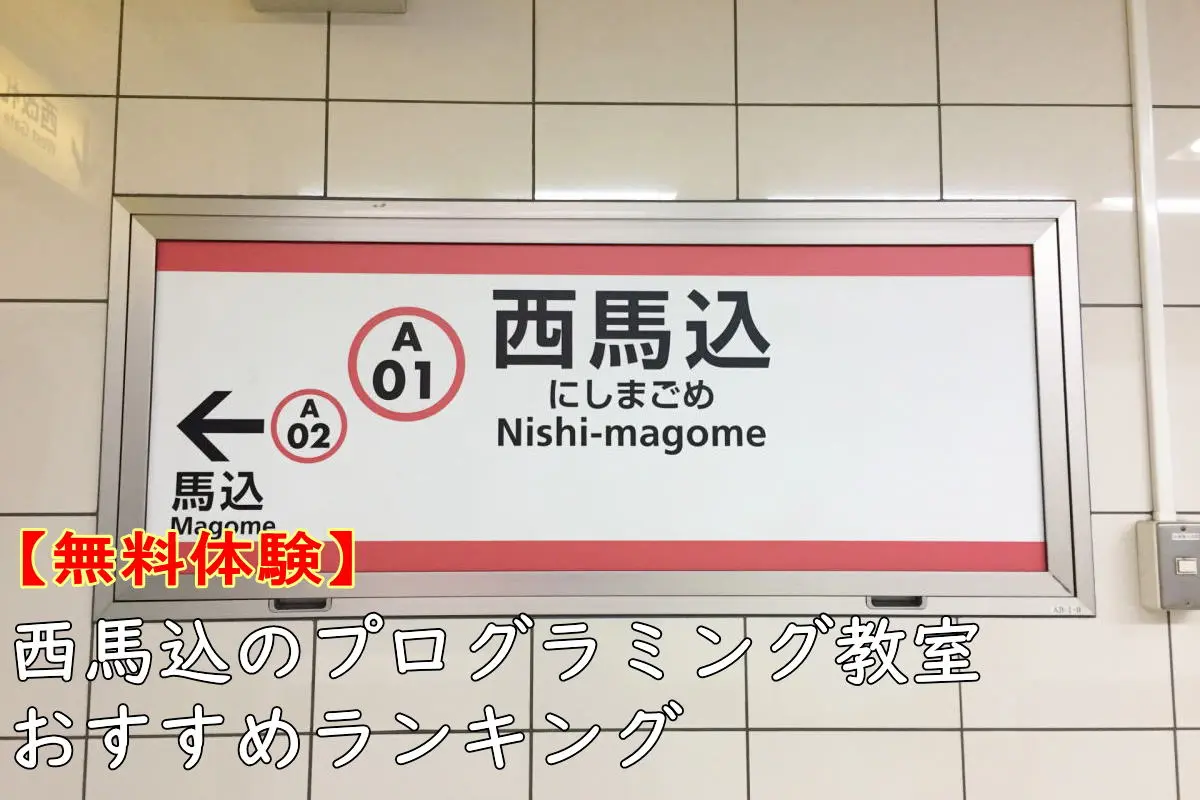 西馬込
にしまごめ
Nishi-magome
A
01
A
02
馬込
Magome
【無料体験】
西馬込のプログラミング教室
おすすめランキング